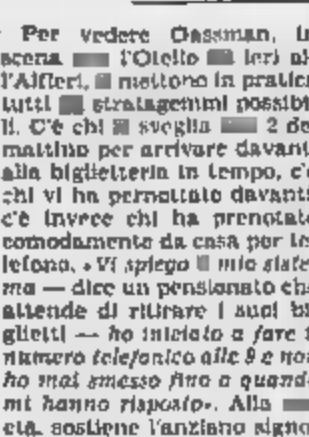 Per vedere Gassman, in
scena l'Otello ieri al
l'Alfieri, mettono in pratica
tutti stratagemmi possibi
li. C'è chi sveglia 2 de
mattino per arrivare davant
alla biglietteria in tempo, c'è
chi vi ha pernottato davanti
c'è invece chi ha prenotato
comodamente da casa per te
lefono. «Vi spiego mio siste
ma — dice un pensionato ch
attende di ritirare i suoi bi
glietti — ho iniziato a fare i
numero telefonico alle 9 e non
ho mai smesso fino a quando
mi hanno risposto». Alla
età, sostiene l'anziano signo